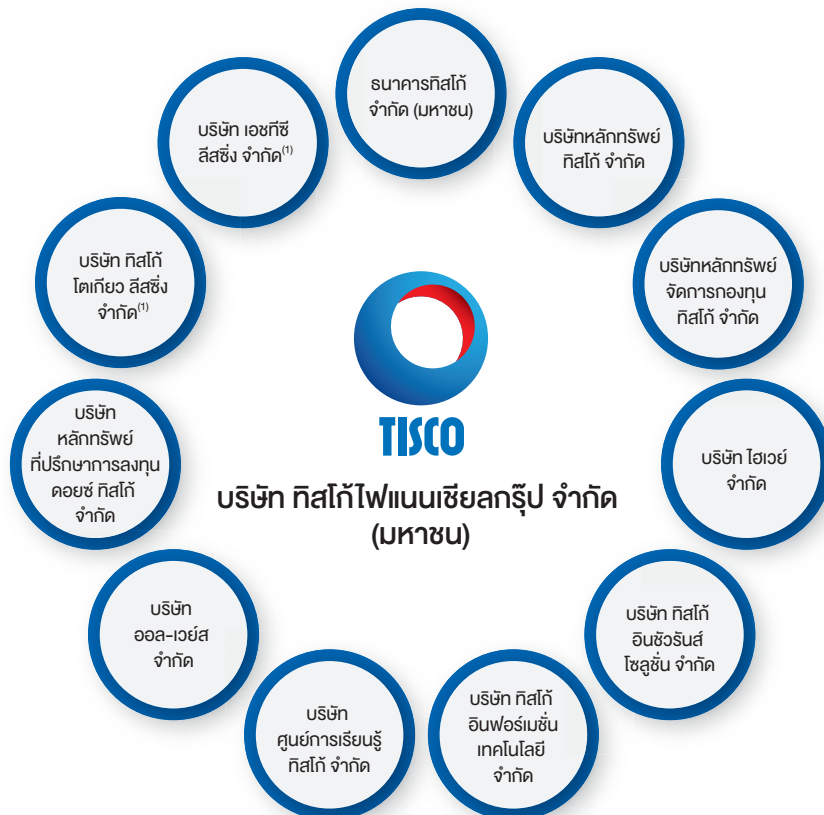 ธนาคารทิสโก้
จำกัด (มหาชน)
บริษัทหลักทรัพย์
ทิสโก้ จำกัด
บริษัทหลักทรัพย์
จัดการกองทุน
ทิสโก้ จำกัด
บริษัท ไฮเวย์
จำกัด
บริษัท ทิสโก้
อินชัวรันส์
โซลูชั่น จำกัด
บริษัท ทิสโก้
อินฟอร์เมชั่น
เทคโนโลยี
จำกัด
บริษัท
ศูนย์การเรียนรู้
ทิสโก้ จำกัด
บริษัท
ออล-เวย์ส
จำกัด
บริษัท
หลักทรัพย์
ที่ปรึกษาการลงทุน
ดอยซ์ ทิสโก้
จำกัด
บริษัท ทิสโก้
โตเกียว ลีสซิ่ง
จำกัด(1)
บริษัท เอชทีซี
ลีสซิ่ง จำกัด(1)
TISCO
บริษัท ทิสโก้ไฟแนนเชียลกรุ๊ป จำกัด
(มหาชน)